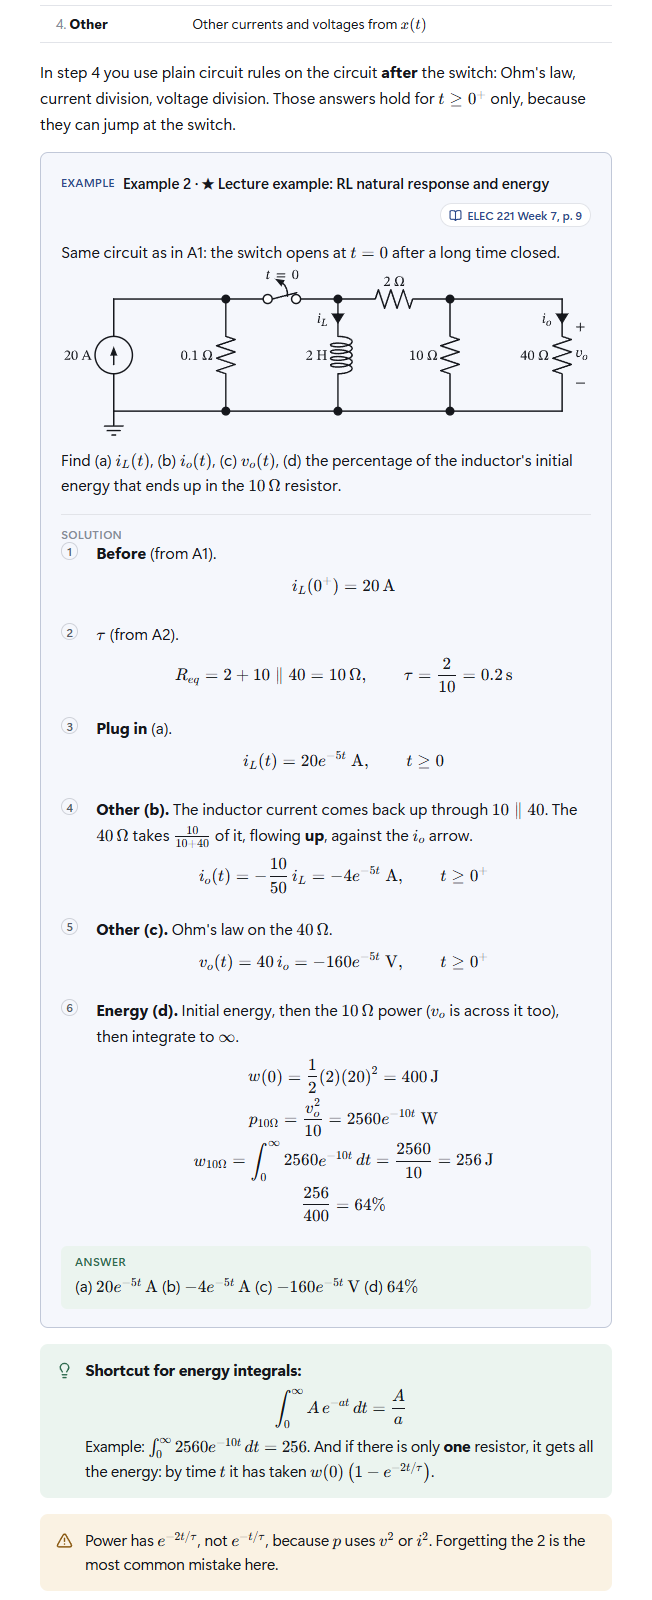 4. Other Other currents and voltages from x(t)
In step 4 you use plain circuit rules on the circuit after the switch: Ohm's law,
current division, voltage division. Those answers hold for t ≥ 0⁺ only, because
they can jump at the switch.
EXAMPLE Example 2 · ★ Lecture example: RL natural response and energy
ELEC 221 Week 7, p. 9
Same circuit as in A1: the switch opens at t = 0 after a long time closed.
t = 0
2 Ω
i_L
i_o
+
20 A
0.1 Ω
2 H
10 Ω
40 Ω
v_o
−
Find (a) i_L(t), (b) i_o(t), (c) v_o(t), (d) the percentage of the inductor's initial
energy that ends up in the 10 Ω resistor.
SOLUTION
1 Before (from A1).
i_L(0⁺) = 20 A
2 τ (from A2).
R_eq = 2 + 10 ∥ 40 = 10 Ω, τ = 2/10 = 0.2 s
3 Plug in (a).
i_L(t) = 20e^{−5t} A, t ≥ 0
4 Other (b). The inductor current comes back up through 10 ∥ 40. The
40 Ω takes 10/(10+40) of it, flowing up, against the i_o arrow.
i_o(t) = −10/50 i_L = −4e^{−5t} A, t ≥ 0⁺
5 Other (c). Ohm's law on the 40 Ω.
v_o(t) = 40 i_o = −160e^{−5t} V, t ≥ 0⁺
6 Energy (d). Initial energy, then the 10 Ω power (v_o is across it too),
then integrate to ∞.
w(0) = 1/2 (2)(20)² = 400 J
p_{10Ω} = v_o²/10 = 2560e^{−10t} W
w_{10Ω} = ∫₀^∞ 2560e^{−10t} dt = 2560/10 = 256 J
256/400 = 64%
ANSWER
(a) 20e^{−5t} A (b) −4e^{−5t} A (c) −160e^{−5t} V (d) 64%
Shortcut for energy integrals:
∫₀^∞ A e^{−at} dt = A/a
Example: ∫₀^∞ 2560e^{−10t} dt = 256. And if there is only one resistor, it gets all
the energy: by time t it has taken w(0) (1 − e^{−2t/τ}).
Power has e^{−2t/τ}, not e^{−t/τ}, because p uses v² or i². Forgetting the 2 is the
most common mistake here.